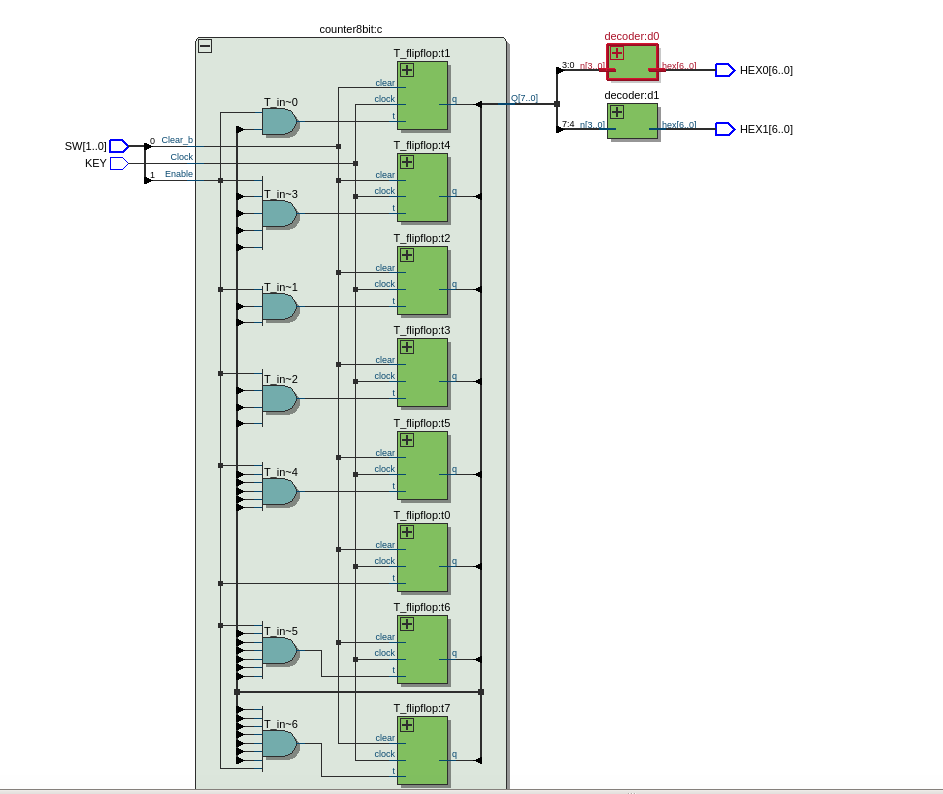 counter8bit:c
decoder:d0
T_flipflop:t1
3:0 n[3..0] hex[6..0] HEX0[6..0]
clear
clock q Q[7..0]
t
decoder:d1
T_in~0
7:4 n[3..0] hex[6..0] HEX1[6..0]
SW[1..0] 0 Clear_b
KEY Clock
1 Enable
T_flipflop:t4
clear
clock q
t
T_in~3
T_flipflop:t2
clear
clock q
t
T_in~1
T_flipflop:t3
clear
clock q
t
T_in~2
T_flipflop:t5
clear
clock q
t
T_in~4
T_flipflop:t0
clear
clock q
t
T_flipflop:t6
clear
clock q
t
T_in~5
T_flipflop:t7
clear
clock q
t
T_in~6